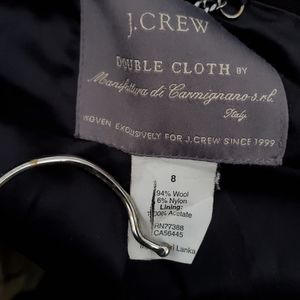 J.CREW
DOUBLE CLOTH BY
Manifattura di Carmignano s.r.l.
Italy
WOVEN EXCLUSIVELY FOR J.CREW SINCE 1999
8
94% Wool
6% Nylon
Lining:
100% Acetate
RN77388
CA56445
Lanka